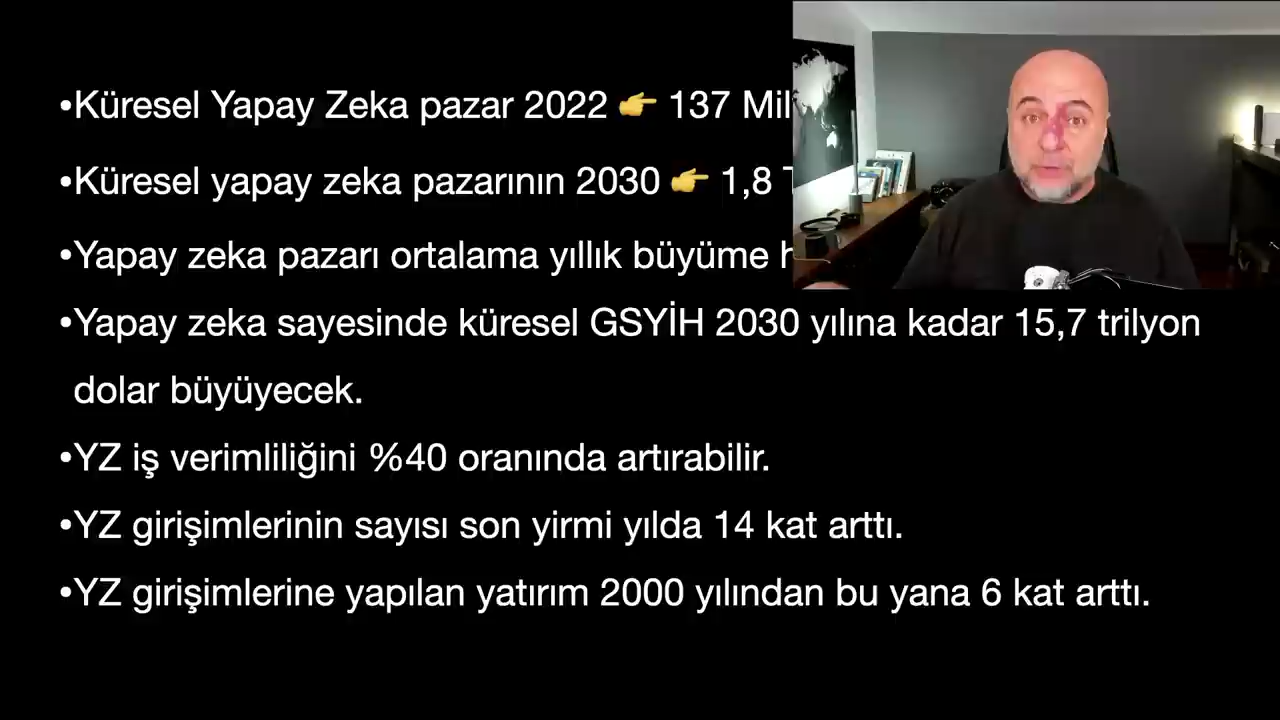 •Küresel Yapay Zeka pazar 2022 👉 137 Mil
•Küresel yapay zeka pazarının 2030 👉 1,8
•Yapay zeka pazarı ortalama yıllık büyüme
•Yapay zeka sayesinde küresel GSYİH 2030 yılına kadar 15,7 trilyon
dolar büyüyecek.
•YZ iş verimliliğini %40 oranında artırabilir.
•YZ girişimlerinin sayısı son yirmi yılda 14 kat arttı.
•YZ girişimlerine yapılan yatırım 2000 yılından bu yana 6 kat arttı.